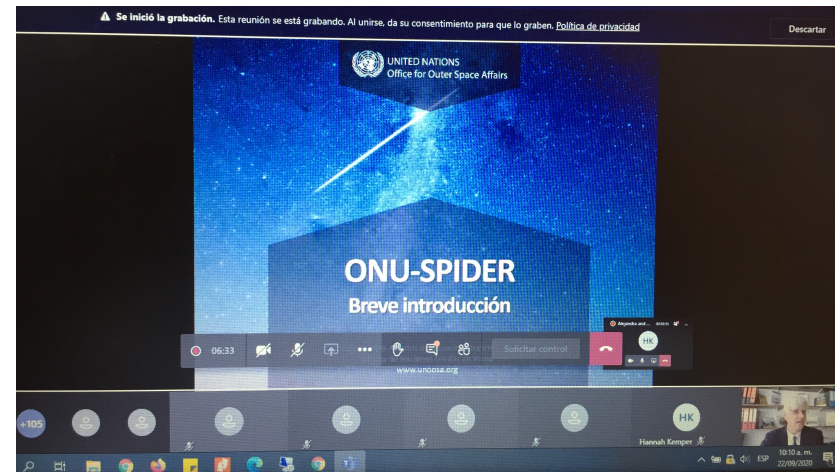 Se inició la grabación. Esta reunión se está grabando. Al unirse, da su consentimiento para que lo graben. Política de privacidad
Descartar
UNITED NATIONS
Office for Outer Space Affairs
ONU-SPIDER
Breve introducción
HK
06:33
Solicitar control
www.unoosa.org
+105
HK
Hannah Kemper
ESP
10:10 a. m.
22/09/2020